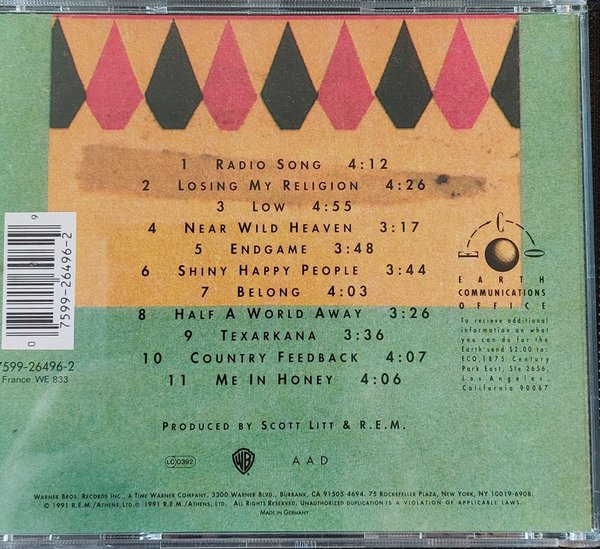 1 RADIO SONG 4:12
2 LOSING MY RELIGION 4:26
3 LOW 4:55
4 NEAR WILD HEAVEN 3:17
5 ENDGAME 3:48
6 SHINY HAPPY PEOPLE 3:44
7 BELONG 4:03
8 HALF A WORLD AWAY 3:26
9 TEXARKANA 3:36
10 COUNTRY FEEDBACK 4:07
11 ME IN HONEY 4:06
PRODUCED BY SCOTT LITT & R.E.M.
LC 0392
WB
AAD
WARNER BROS. RECORDS INC., A TIME WARNER COMPANY. 3300 WARNER BLVD., BURBANK, CA 91505-4694. 75 ROCKEFELLER PLAZA, NEW YORK, NY 10019-6908.
© 1991 R.E.M./ATHENS, LTD. ℗ 1991 R.E.M./ATHENS, LTD. ALL RIGHTS RESERVED. UNAUTHORIZED DUPLICATION IS A VIOLATION OF APPLICABLE LAWS.
MADE IN GERMANY
ECO
EARTH
COMMUNICATIONS
OFFICE
To recieve additional
information on what
you can do for the
Earth send $2.00 to:
ECO,1875 Century
Park East, Ste 2656,
Los Angeles,
California 90067
0 7599-26496-2 9
7599-26496-2
France WE 833